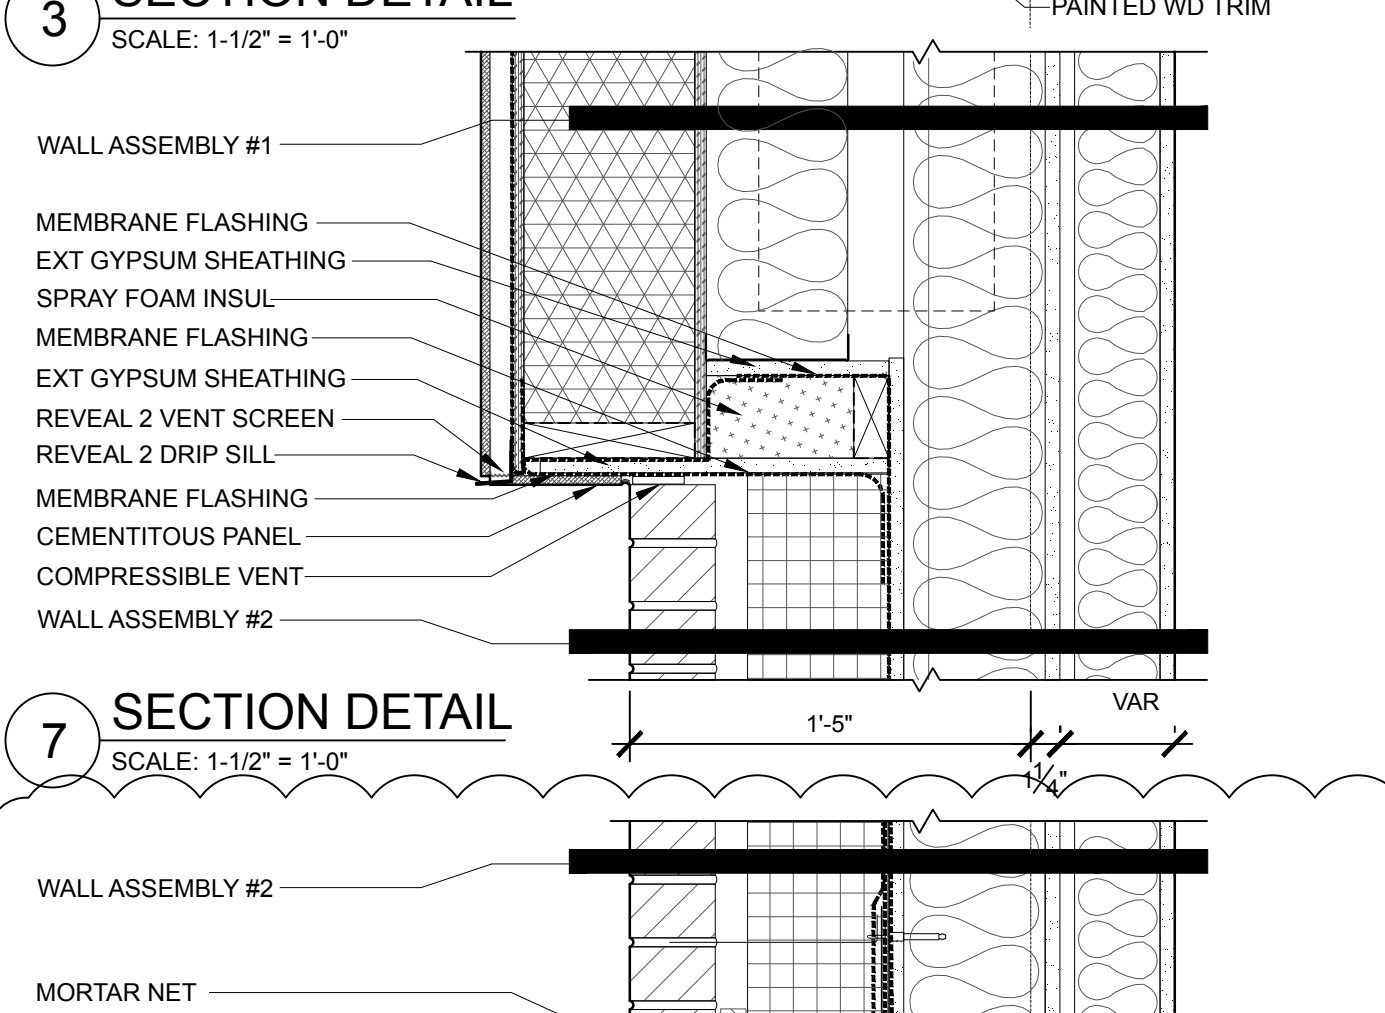 3
SECTION DETAIL
SCALE: 1-1/2" = 1'-0"
PAINTED WD TRIM
WALL ASSEMBLY #1
MEMBRANE FLASHING
EXT GYPSUM SHEATHING
SPRAY FOAM INSUL
MEMBRANE FLASHING
EXT GYPSUM SHEATHING
REVEAL 2 VENT SCREEN
REVEAL 2 DRIP SILL
MEMBRANE FLASHING
CEMENTITOUS PANEL
COMPRESSIBLE VENT
WALL ASSEMBLY #2
7
SECTION DETAIL
SCALE: 1-1/2" = 1'-0"
1'-5"
VAR
1 1/4"
WALL ASSEMBLY #2
MORTAR NET